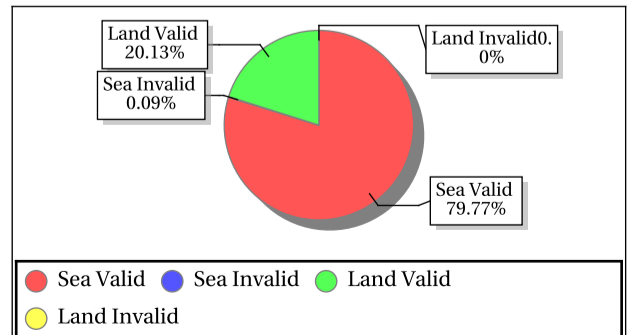 Land Valid
20.13%
Land Invalid0.
0%
Sea Invalid
0.09%
Sea Valid
79.77%
Sea Valid Sea Invalid Land Valid
Land Invalid